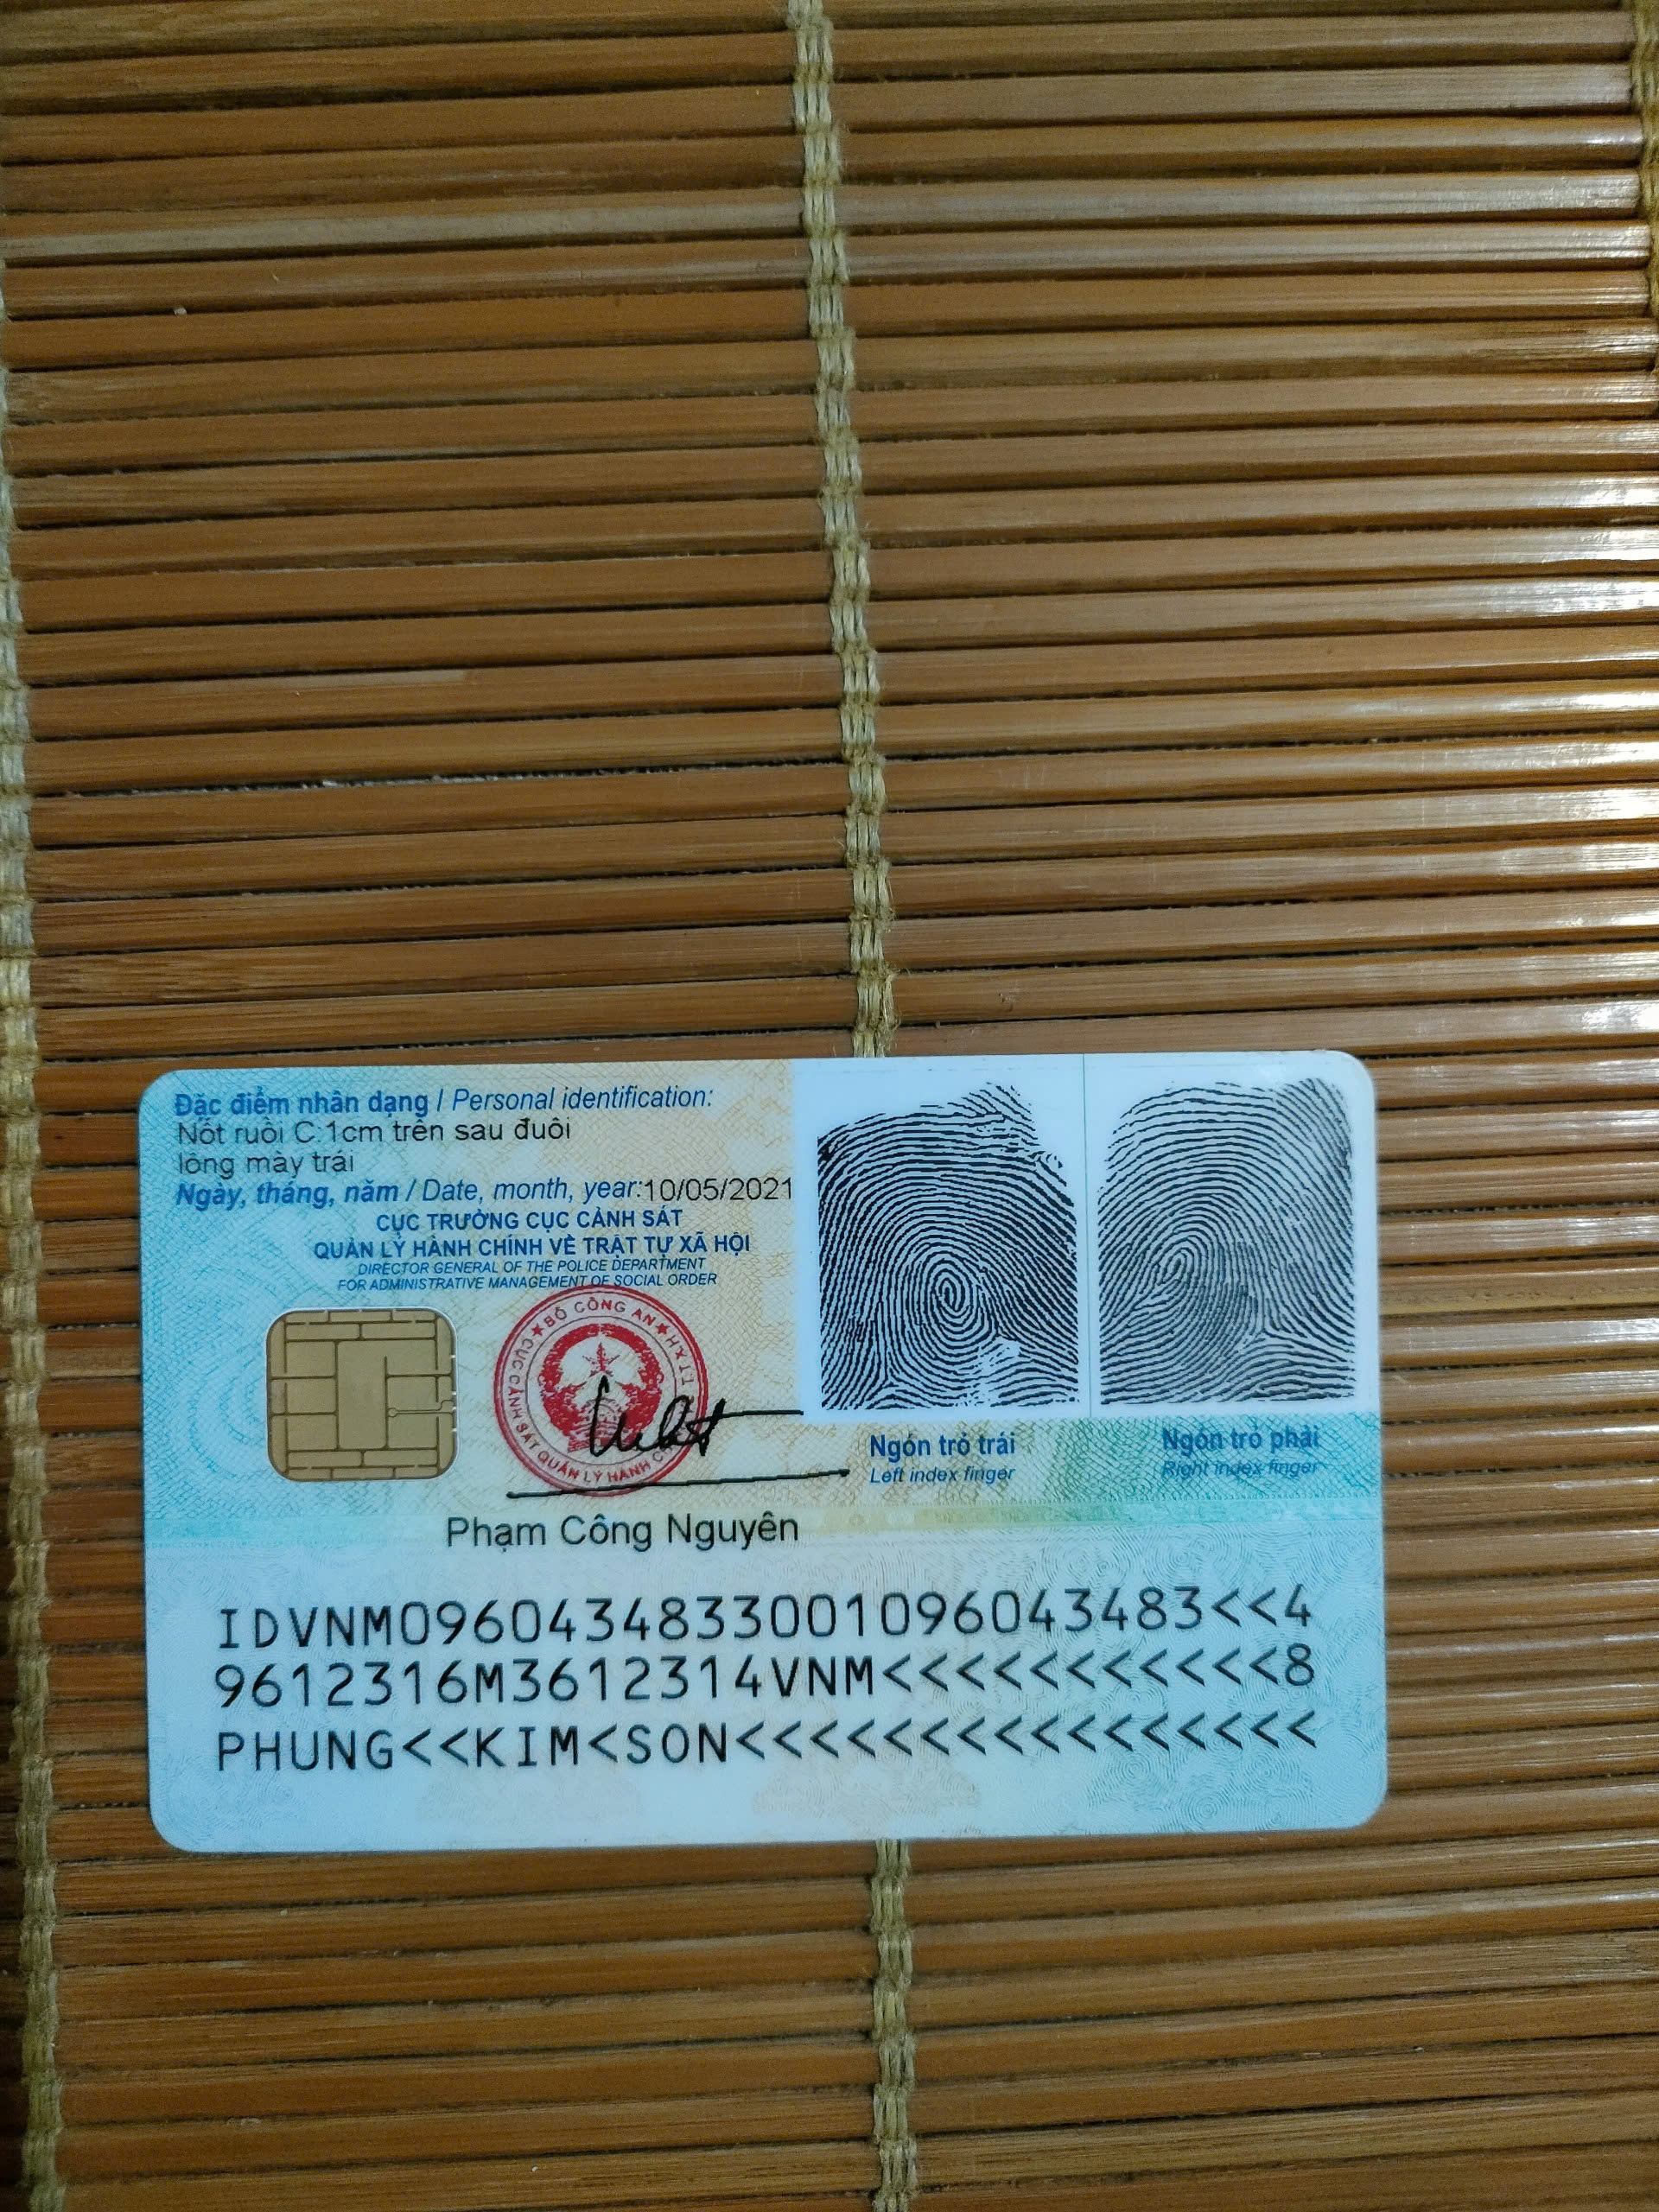 Đặc điểm nhân dạng / Personal identification:
Nốt ruồi C.1cm trên sau đuôi
lông mày trái
Ngày, tháng, năm / Date, month, year:10/05/2021
CỤC TRƯỞNG CỤC CẢNH SÁT
QUẢN LÝ HÀNH CHÍNH VỀ TRẬT TỰ XÃ HỘI
DIRECTOR GENERAL OF THE POLICE DEPARTMENT
FOR ADMINISTRATIVE MANAGEMENT OF SOCIAL ORDER
BỘ CÔNG AN
CỤC CẢNH SÁT QUẢN LÝ HÀNH
Ngón trỏ trái
Left index finger
Ngón trỏ phải
Right index finger
Phạm Công Nguyên
IDVNM0960434833001096043483<<4
9612316M3612314VNM<<<<<<<<<<<8
PHUNG<<KIM<SON<<<<<<<<<<<<<<<<